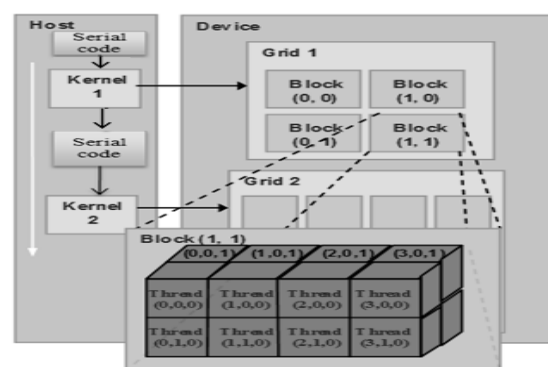 Host
Serial
code
Kernel
1
Serial
code
Kernel
2
Device
Grid 1
Block
(0, 0)
Block
(1, 0)
Block
(0, 1)
Block
(1, 1)
Grid 2
Block (1, 1)
(0,0,1) (1,0,1) (2,0,1) (3,0,1)
Thread
(0,0,0)
Thread
(1,0,0)
Thread
(2,0,0)
Thread
(3,0,0)
Thread
(0,1,0)
Thread
(1,1,0)
Thread
(2,1,0)
Thread
(3,1,0)